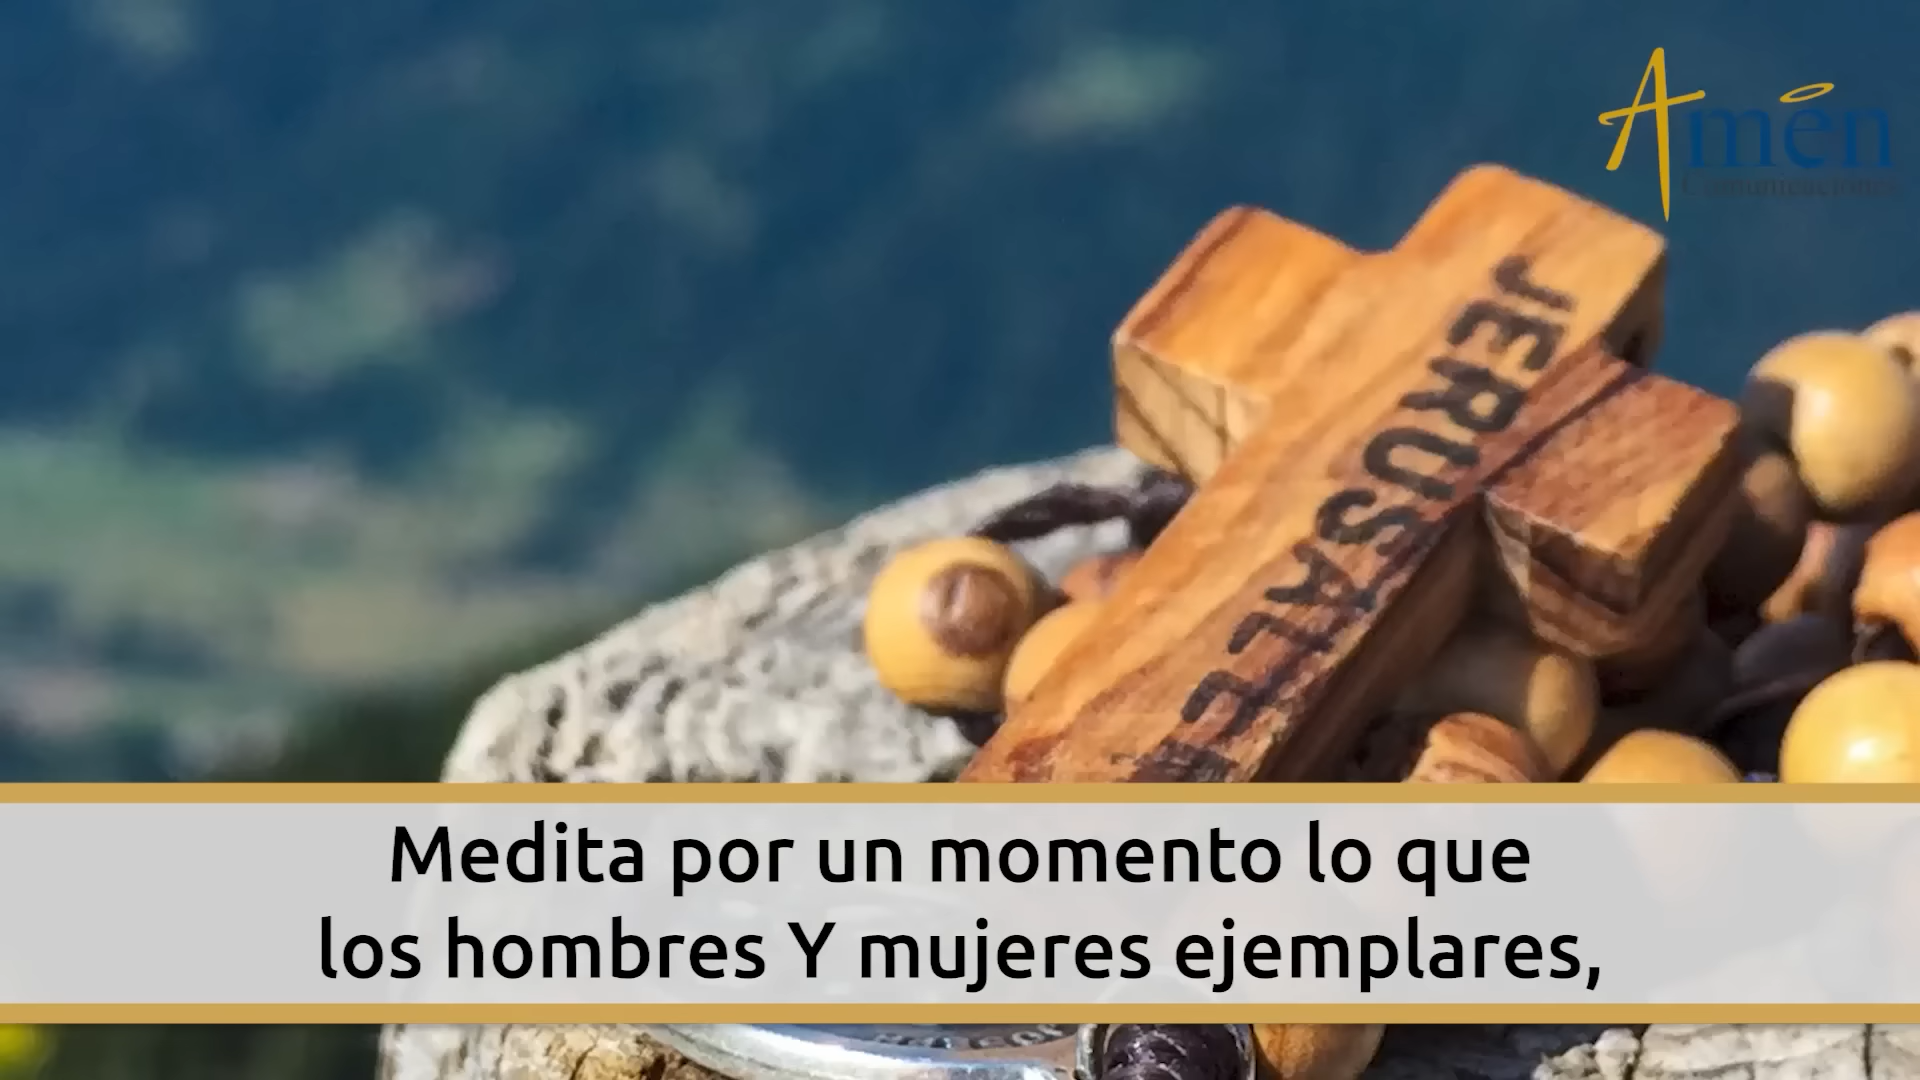 Amén
Comunicaciones
JERUSALEM
Medita por un momento lo que
los hombres Y mujeres ejemplares,